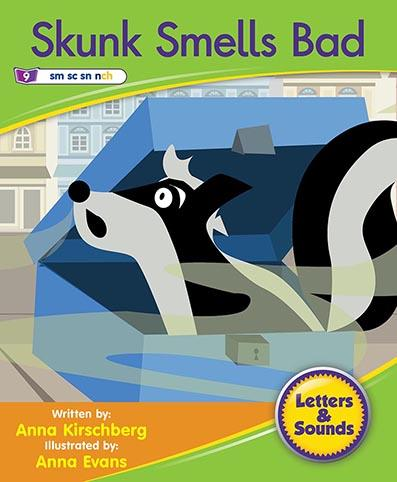 Skunk Smells Bad
9 sm sc sn nch
Written by:
Anna Kirschberg
Illustrated by:
Anna Evans
Letters
&
Sounds